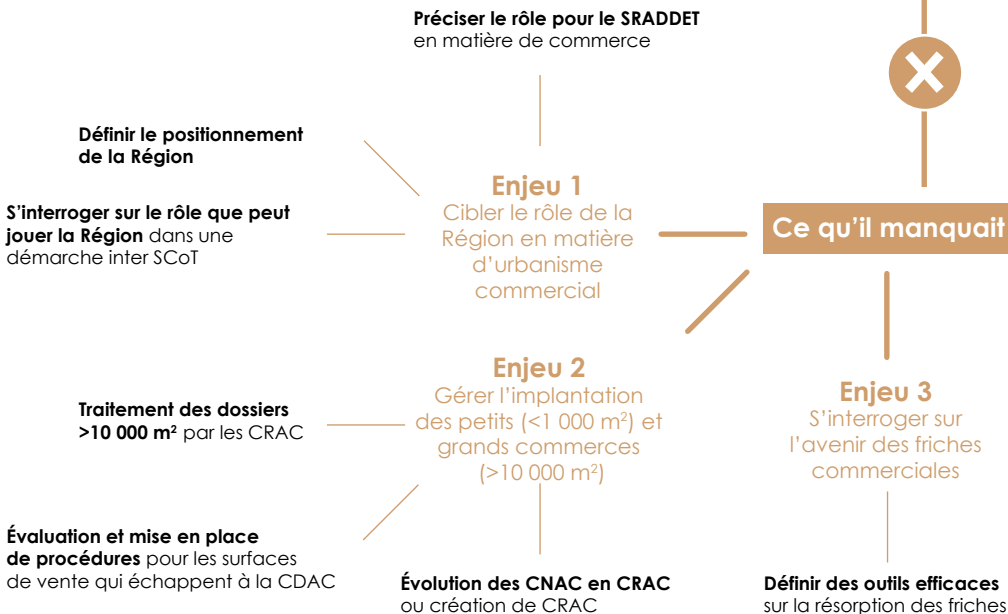 Préciser le rôle pour le SRADDET
en matière de commerce
Définir le positionnement
de la Région
S'interroger sur le rôle que peut
jouer la Région dans une
démarche inter SCoT
Enjeu 1
Cibler le rôle de la
Région en matière
d'urbanisme
commercial
Ce qu'il manquait
Enjeu 2
Gérer l'implantation
des petits (<1 000 m²) et
grands commerces
(>10 000 m²)
Traitement des dossiers
>10 000 m² par les CRAC
Évaluation et mise en place
de procédures pour les surfaces
de vente qui échappent à la CDAC
Évolution des CNAC en CRAC
ou création de CRAC
Enjeu 3
S'interroger sur
l'avenir des friches
commerciales
Définir des outils efficaces
sur la résorption des friches